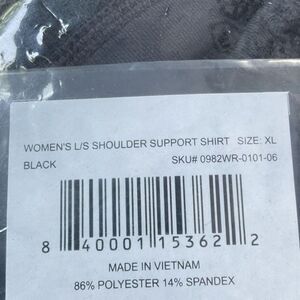 WOMEN'S L/S SHOULDER SUPPORT SHIRT SIZE: XL
BLACK SKU# 0982WR-0101-06
8 40001 15362 2
MADE IN VIETNAM
86% POLYESTER 14% SPANDEX